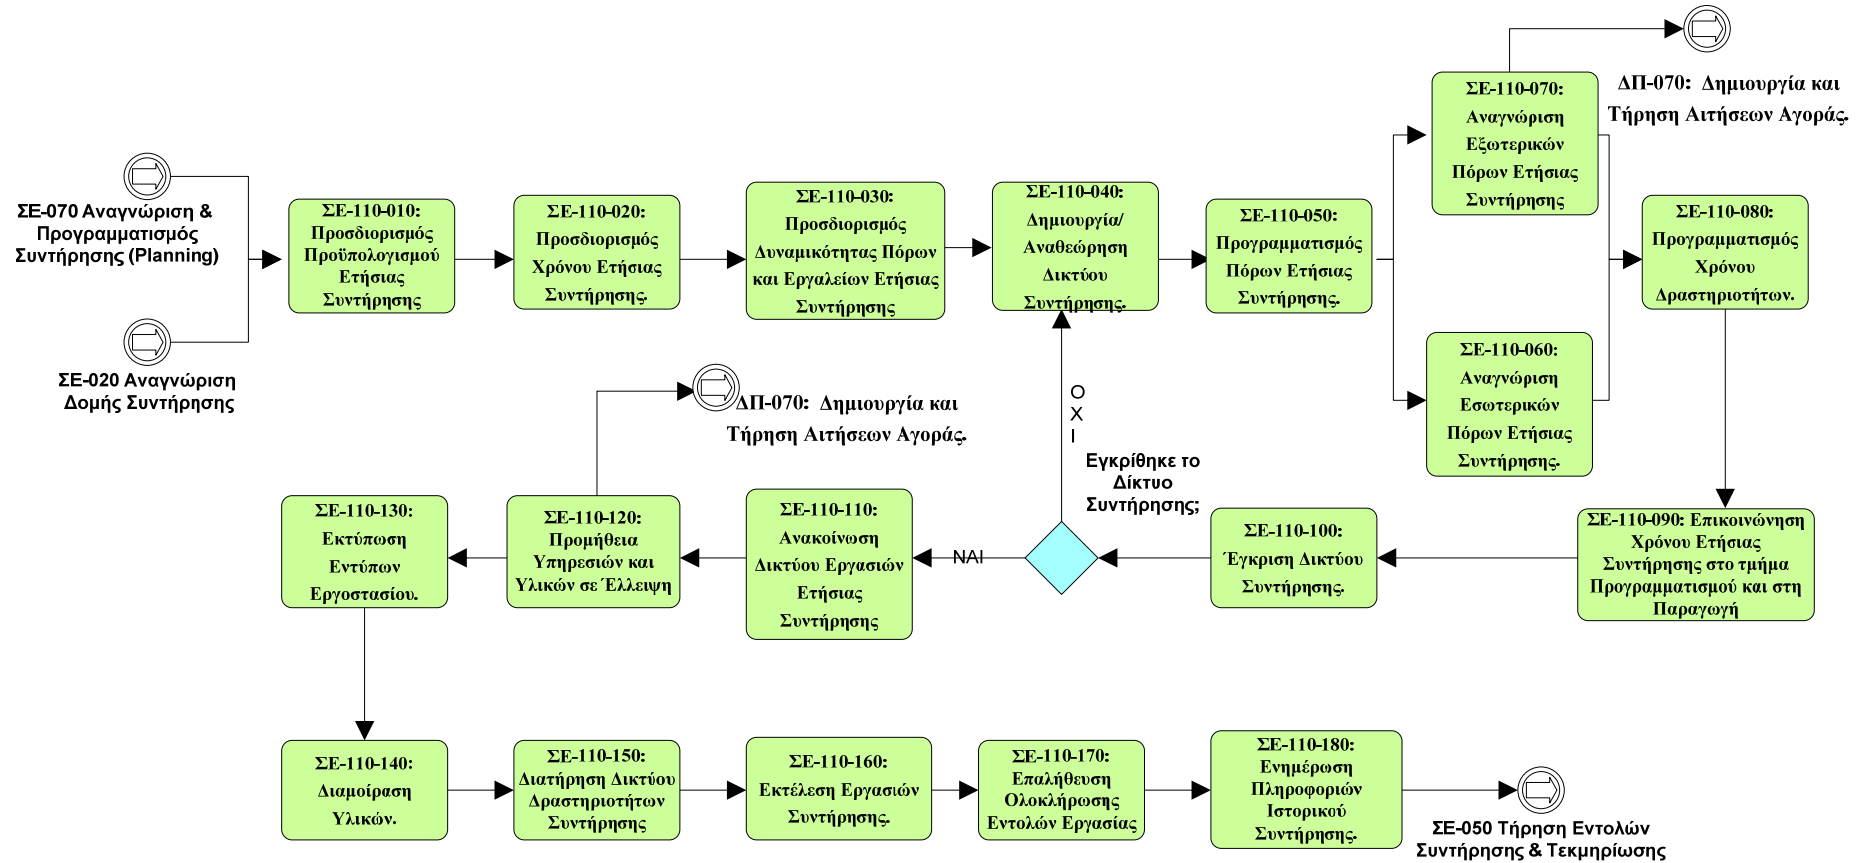 ΣΕ-070 Αναγνώριση &
Προγραμματισμός
Συντήρησης (Planning)
ΣΕ-020 Αναγνώριση
Δομής Συντήρησης
ΣΕ-110-010:
Προσδιορισμός
Προϋπολογισμού
Ετήσιας
Συντήρησης
ΣΕ-110-020:
Προσδιορισμός
Χρόνου Ετήσιας
Συντήρησης.
ΣΕ-110-030:
Προσδιορισμός
Δυναμικότητας Πόρων
και Εργαλείων Ετήσιας
Συντήρησης
ΣΕ-110-040:
Δημιουργία/
Αναθεώρηση
Δικτύου
Συντήρησης.
ΣΕ-110-050:
Προγραμματισμός
Πόρων Ετήσιας
Συντήρησης.
ΣΕ-110-070:
Αναγνώριση
Εξωτερικών
Πόρων Ετήσιας
Συντήρησης
ΔΠ-070: Δημιουργία και
Τήρηση Αιτήσεων Αγοράς.
ΣΕ-110-060:
Αναγνώριση
Εσωτερικών
Πόρων Ετήσιας
Συντήρησης.
ΣΕ-110-080:
Προγραμματισμός
Χρόνου
Δραστηριοτήτων.
ΣΕ-110-090: Επικοινώνηση
Χρόνου Ετήσιας
Συντήρησης στο τμήμα
Προγραμματισμού και στη
Παραγωγή
ΣΕ-110-100:
Έγκριση Δικτύου
Συντήρησης.
Εγκρίθηκε το
Δίκτυο
Συντήρησης;
Ο
Χ
Ι
ΝΑΙ
ΣΕ-110-110:
Ανακοίνωση
Δικτύου Εργασιών
Ετήσιας
Συντήρησης
ΣΕ-110-120:
Προμήθεια
Υπηρεσιών και
Υλικών σε Έλλειψη
ΔΠ-070: Δημιουργία και
Τήρηση Αιτήσεων Αγοράς.
ΣΕ-110-130:
Εκτύπωση
Εντύπων
Εργοστασίου.
ΣΕ-110-140:
Διαμοίραση
Υλικών.
ΣΕ-110-150:
Διατήρηση Δικτύου
Δραστηριοτήτων
Συντήρησης
ΣΕ-110-160:
Εκτέλεση Εργασιών
Συντήρησης.
ΣΕ-110-170:
Επαλήθευση
Ολοκλήρωσης
Εντολών Εργασίας
ΣΕ-110-180:
Ενημέρωση
Πληροφοριών
Ιστορικού
Συντήρησης.
ΣΕ-050 Τήρηση Εντολών
Συντήρησης & Τεκμηρίωσης